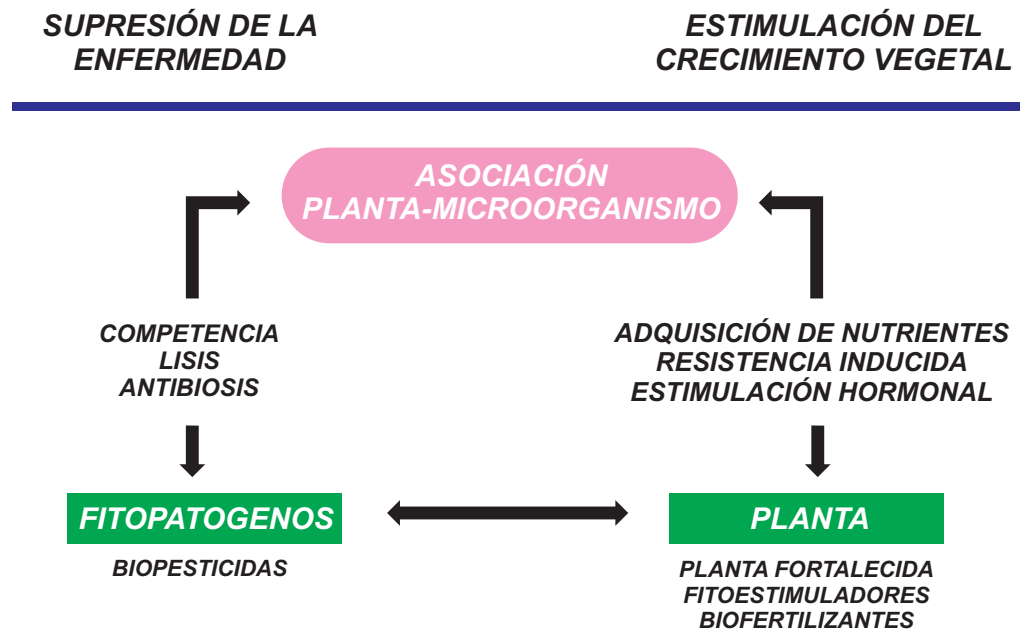 SUPRESIÓN DE LA
ENFERMEDAD
ESTIMULACIÓN DEL
CRECIMIENTO VEGETAL
ASOCIACIÓN
PLANTA-MICROORGANISMO
COMPETENCIA
LISIS
ANTIBIOSIS
ADQUISICIÓN DE NUTRIENTES
RESISTENCIA INDUCIDA
ESTIMULACIÓN HORMONAL
FITOPATOGENOS
BIOPESTICIDAS
PLANTA
PLANTA FORTALECIDA
FITOESTIMULADORES
BIOFERTILIZANTES